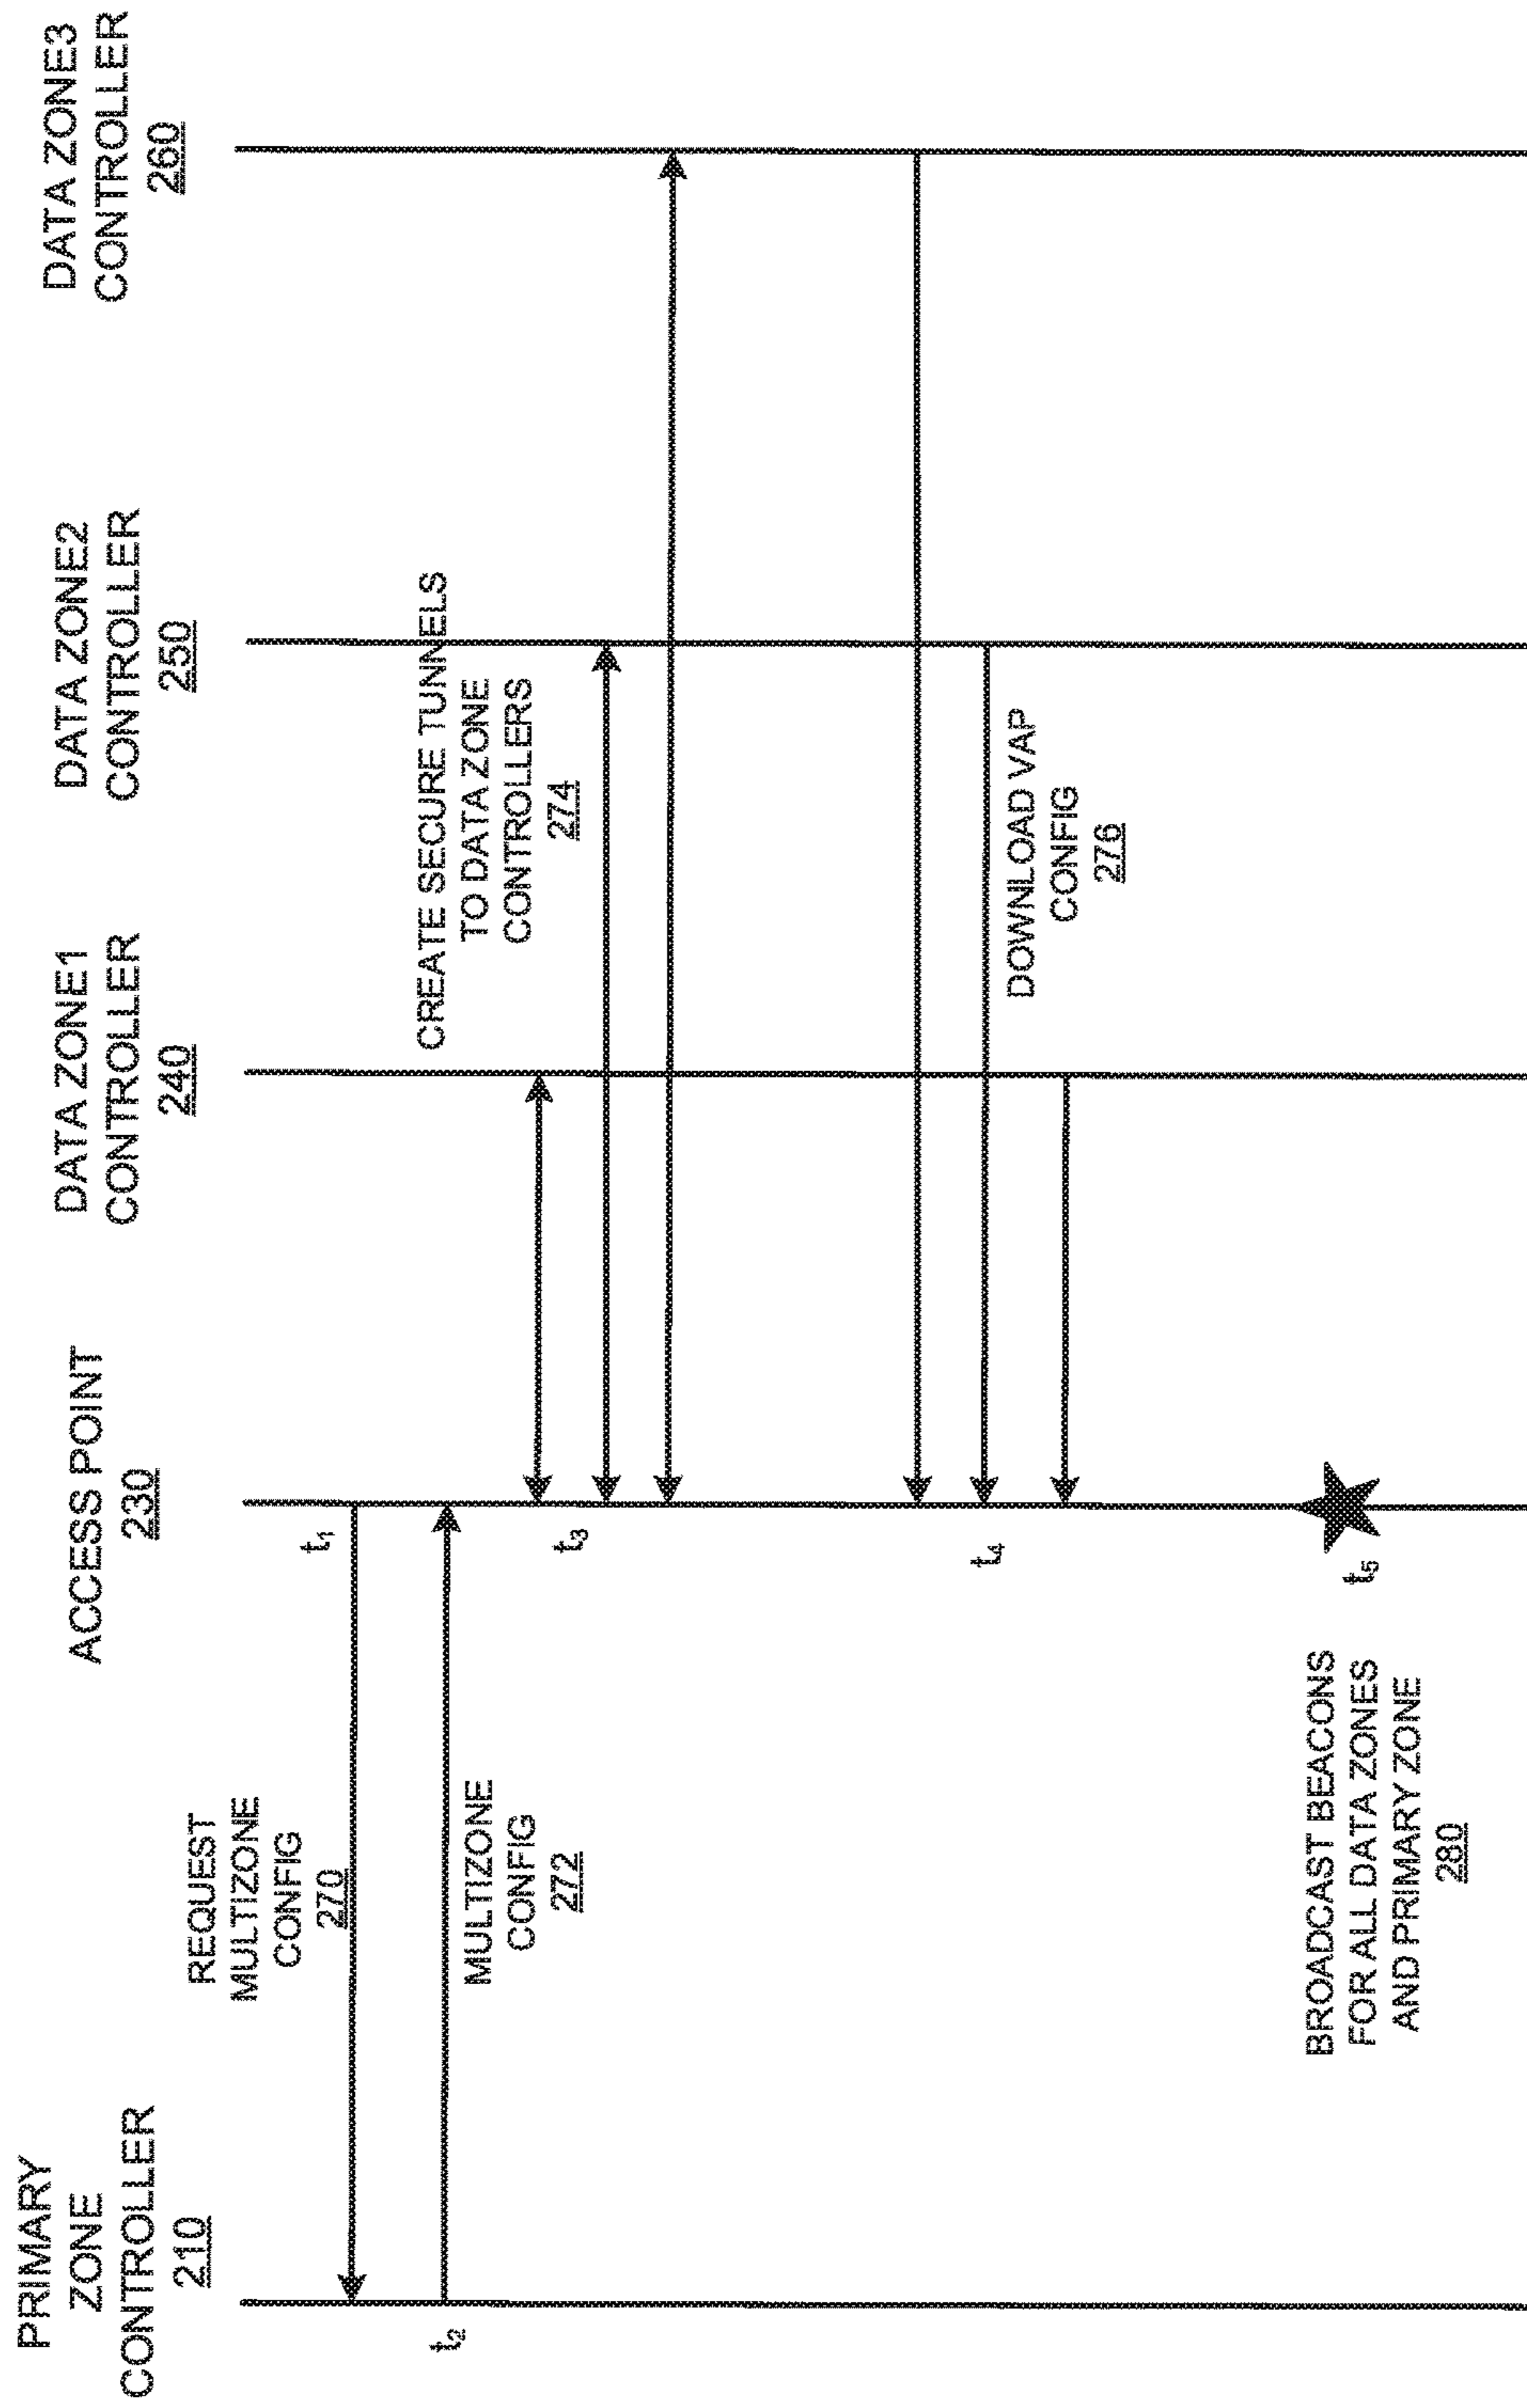 PRIMARY
ZONE
CONTROLLER
210
ACCESS POINT
230
DATA ZONE1
CONTROLLER
240
DATA ZONE2
CONTROLLER
250
DATA ZONE3
CONTROLLER
260
REQUEST
MULTIZONE
CONFIG
270
t₁
t₂
MULTIZONE
CONFIG
272
CREATE SECURE TUNNELS
TO DATA ZONE
CONTROLLERS
274
t₃
t₄
DOWNLOAD VAP
CONFIG
276
t₅
BROADCAST BEACONS
FOR ALL DATA ZONES
AND PRIMARY ZONE
280